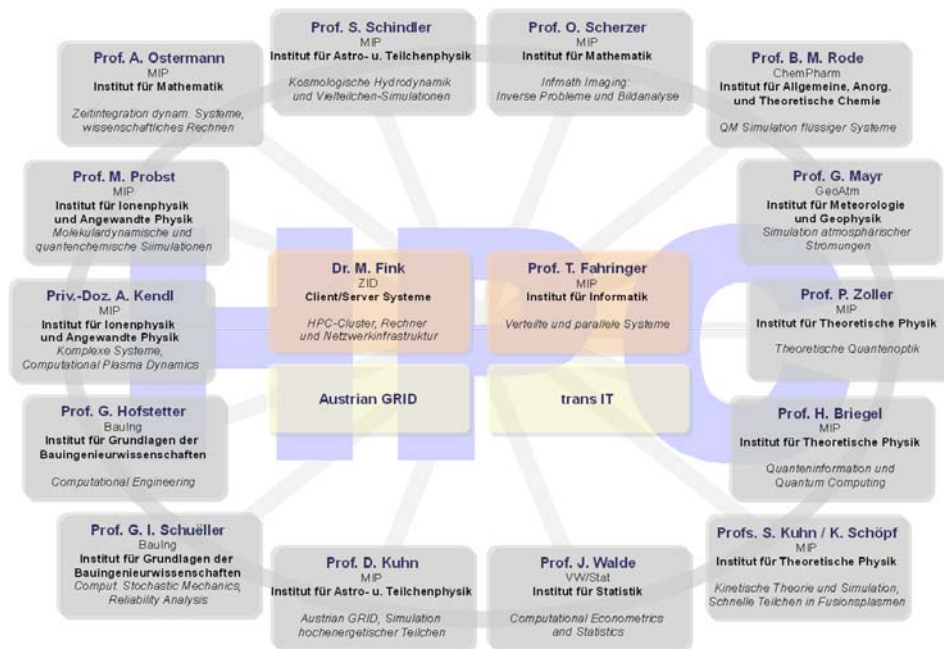 Prof. S. Schindler
MIP
Institut für Astro- u. Teilchenphysik
Kosmologische Hydrodynamik
und Vielteilchen-Simulationen
Prof. O. Scherzer
MIP
Institut für Mathematik
Infmath Imaging:
Inverse Probleme und Bildanalyse
Prof. A. Ostermann
MIP
Institut für Mathematik
Zeitintegration dynam. Systeme,
wissenschaftliches Rechnen
Prof. B. M. Rode
ChemPharm
Institut für Allgemeine, Anorg.
und Theoretische Chemie
QM Simulation flüssiger Systeme
Prof. M. Probst
MIP
Institut für Ionenphysik
und Angewandte Physik
Molekulardynamische und
quantenchemische Siimulationen
Prof. G. Mayr
GeoAtm
Institut für Meteorologie
und Geophysik
Simulation atmosphärischer
Strömungen
HPC
Dr. M. Fink
ZID
Client/Server Systeme
HPC-Cluster, Rechner
und Netzwerkinfrastruktur
Prof. T. Fahringer
MIP
Institut für Informatik
Verteilte und parallele Systeme
Priv.-Doz. A. Kendl
MIP
Institut für Ionenphysik
und Angewandte Physik
Komplexe Systeme,
Computational Plasma Dynamics
Prof. P. Zoller
MIP
Institut für Theoretische Physik
Theoretische Quantenoptik
Austrian GRID
trans IT
Prof. G. Hofstetter
BauIng
Institut für Grundlagen der
Bauingenieurwissenschaften
Computational Engineering
Prof. H. Briegel
MIP
Institut für Theoretische Physik
Quanteninformation und
Quantum Computing
Prof. G. I. Schuëller
BauIng
Institut für Grundlagen der
Bauingenieurwissenschaften
Comput. Stochastic Mechanics,
Reliability Analysis
Prof. D. Kuhn
MIP
Institut für Astro- u. Teilchenphysik
Austrian GRID, Simulation
hochenergetischer Teilchen
Prof. J. Walde
VW/Stat
Institut für Statistik
Computational Econometrics
and Statistics
Profs. S. Kuhn / K. Schöpf
MIP
Institut für Theoretische Physik
Kinetische Theorie und Simulation,
Schnelle Teilchen in Fusionsplasmen